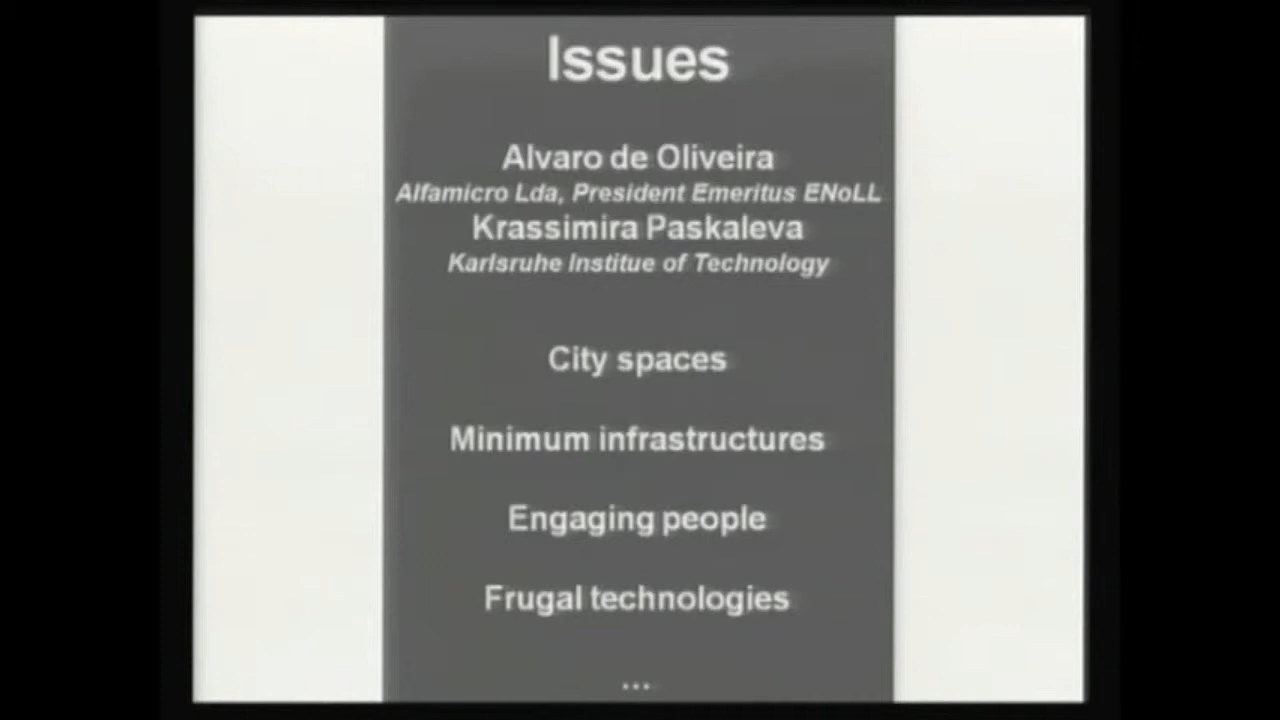 Issues
Alvaro de Oliveira
Alfamicro Lda, President Emeritus ENoLL
Krassimira Paskaleva
Karlsruhe Institue of Technology
City spaces
Minimum infrastructures
Engaging people
Frugal technologies
...